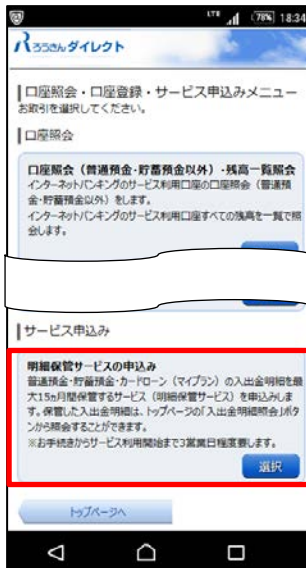 LTE 78% 18:34
Rろうきんダイレクト
口座照会・口座登録・サービス申込みメニュー
お取引を選択してください。
口座照会
口座照会（普通預金・貯蓄預金以外）・残高一覧照会
インターネットバンキングのサービス利用口座の口座照会（普通預
金・貯蓄預金以外）をします。
インターネットバンキングのサービス利用口座すべての残高を一覧で照
会します。
サービス申込み
明細保管サービスの申込み
普通預金・貯蓄預金・カードローン（マイプラン）の入出金明細を最
大15ヵ月間保管するサービス（明細保管サービス）を申込みしま
す。保管した入出金明細は、トップページの「入出金明細照会」ボタ
ンから照会することができます。
※お手続きからサービス利用開始まで3営業日程度要します。
選択
トップページへ